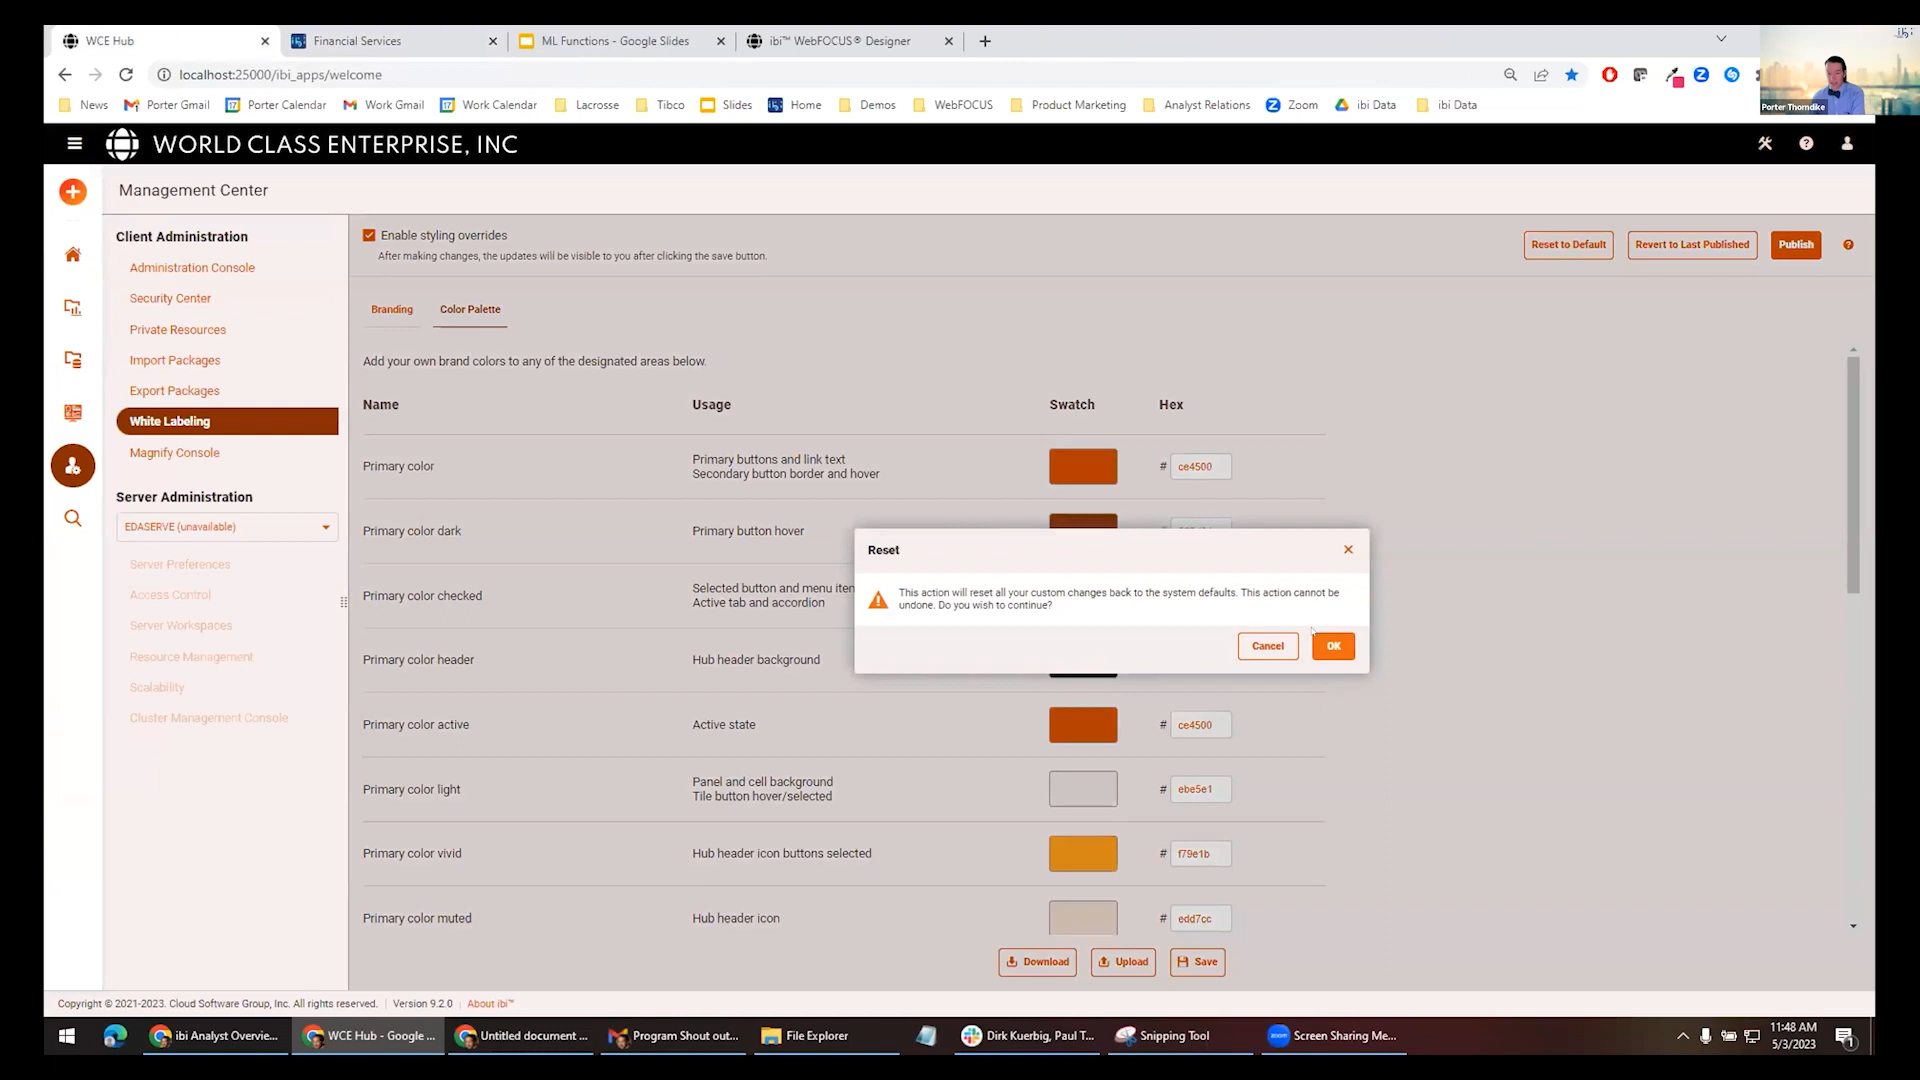 WCE Hub
Financial Services
ML Functions - Google Slides
ibi™ WebFOCUS® Designer
localhost:25000/ibi_apps/welcome
News
Porter Gmail
Porter Calendar
Work Gmail
Work Calendar
Lacrosse
Tibco
Slides
Home
Demos
WebFOCUS
Product Marketing
Analyst Relations
Zoom
ibi Data
ibi Data
Porter Thorndike
WORLD CLASS ENTERPRISE, INC
Management Center
Client Administration
Administration Console
Security Center
Private Resources
Import Packages
Export Packages
White Labeling
Magnify Console
Server Administration
EDASERVE (unavailable)
Server Preferences
Access Control
Server Workspaces
Resource Management
Scalability
Cluster Management Console
Enable styling overrides
After making changes, the updates will be visible to you after clicking the save button.
Reset to Default
Revert to Last Published
Publish
Branding
Color Palette
Add your own brand colors to any of the designated areas below.
Name
Usage
Swatch
Hex
Primary color
Primary buttons and link text
Secondary button border and hover
# ce4500
Primary color dark
Primary button hover
Primary color checked
Selected button and menu item
Active tab and accordion
Primary color header
Hub header background
Reset
This action will reset all your custom changes back to the system defaults. This action cannot be
undone. Do you wish to continue?
Cancel
OK
Primary color active
Active state
# ce4500
Primary color light
Panel and cell background
Tile button hover/selected
# ebe5e1
Primary color vivid
Hub header icon buttons selected
# f79e1b
Primary color muted
Hub header icon
# edd7cc
Download
Upload
Save
Copyright © 2021-2023. Cloud Software Group, Inc. All rights reserved.
Version 9.2.0
About ibi™
ibi Analyst Overvie...
WCE Hub - Google ...
Untitled document ...
Program Shout out...
File Explorer
Dirk Kuerbig, Paul T...
Snipping Tool
zoom
Screen Sharing Me...
11:48 AM
5/3/2023
1